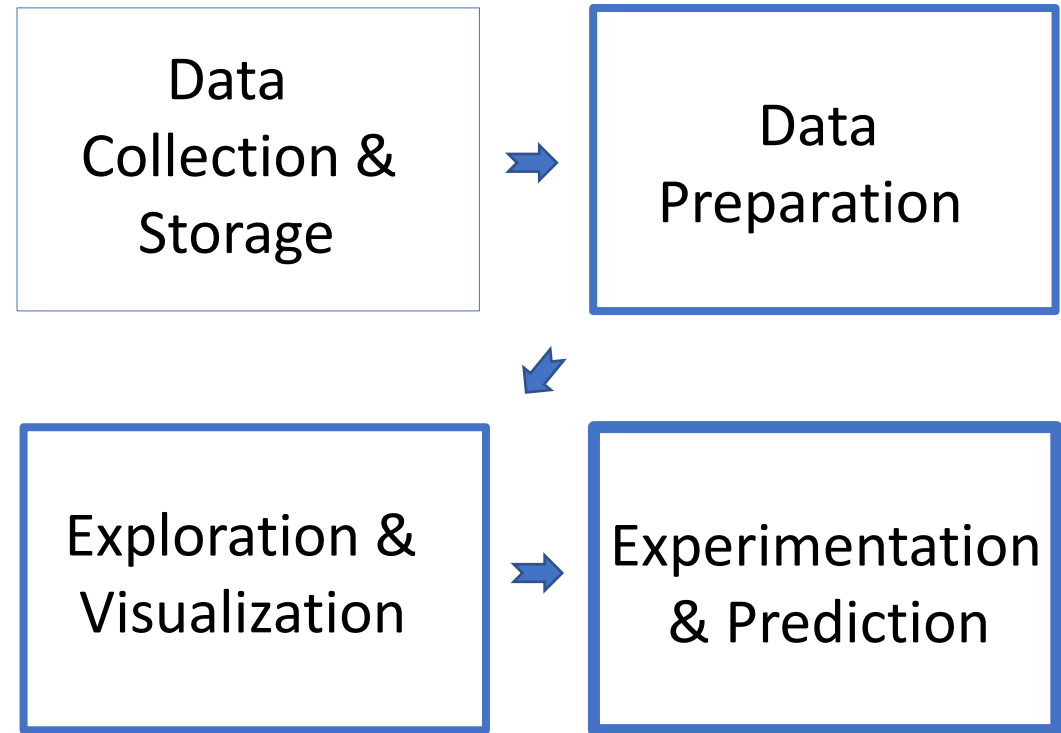 Data
Collection &
Storage
Data
Preparation
Exploration &
Visualization
Experimentation
& Prediction